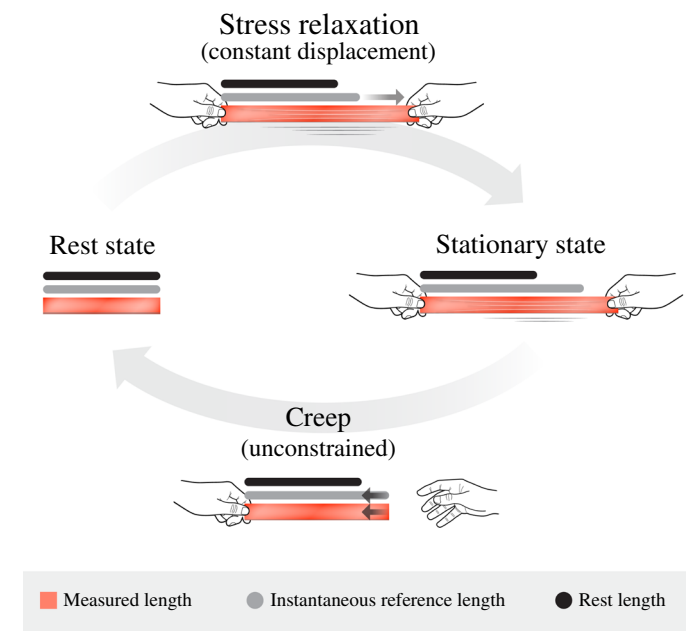 Stress relaxation
(constant displacement)
Rest state
Stationary state
Creep
(unconstrained)
Measured length
Instantaneous reference length
Rest length